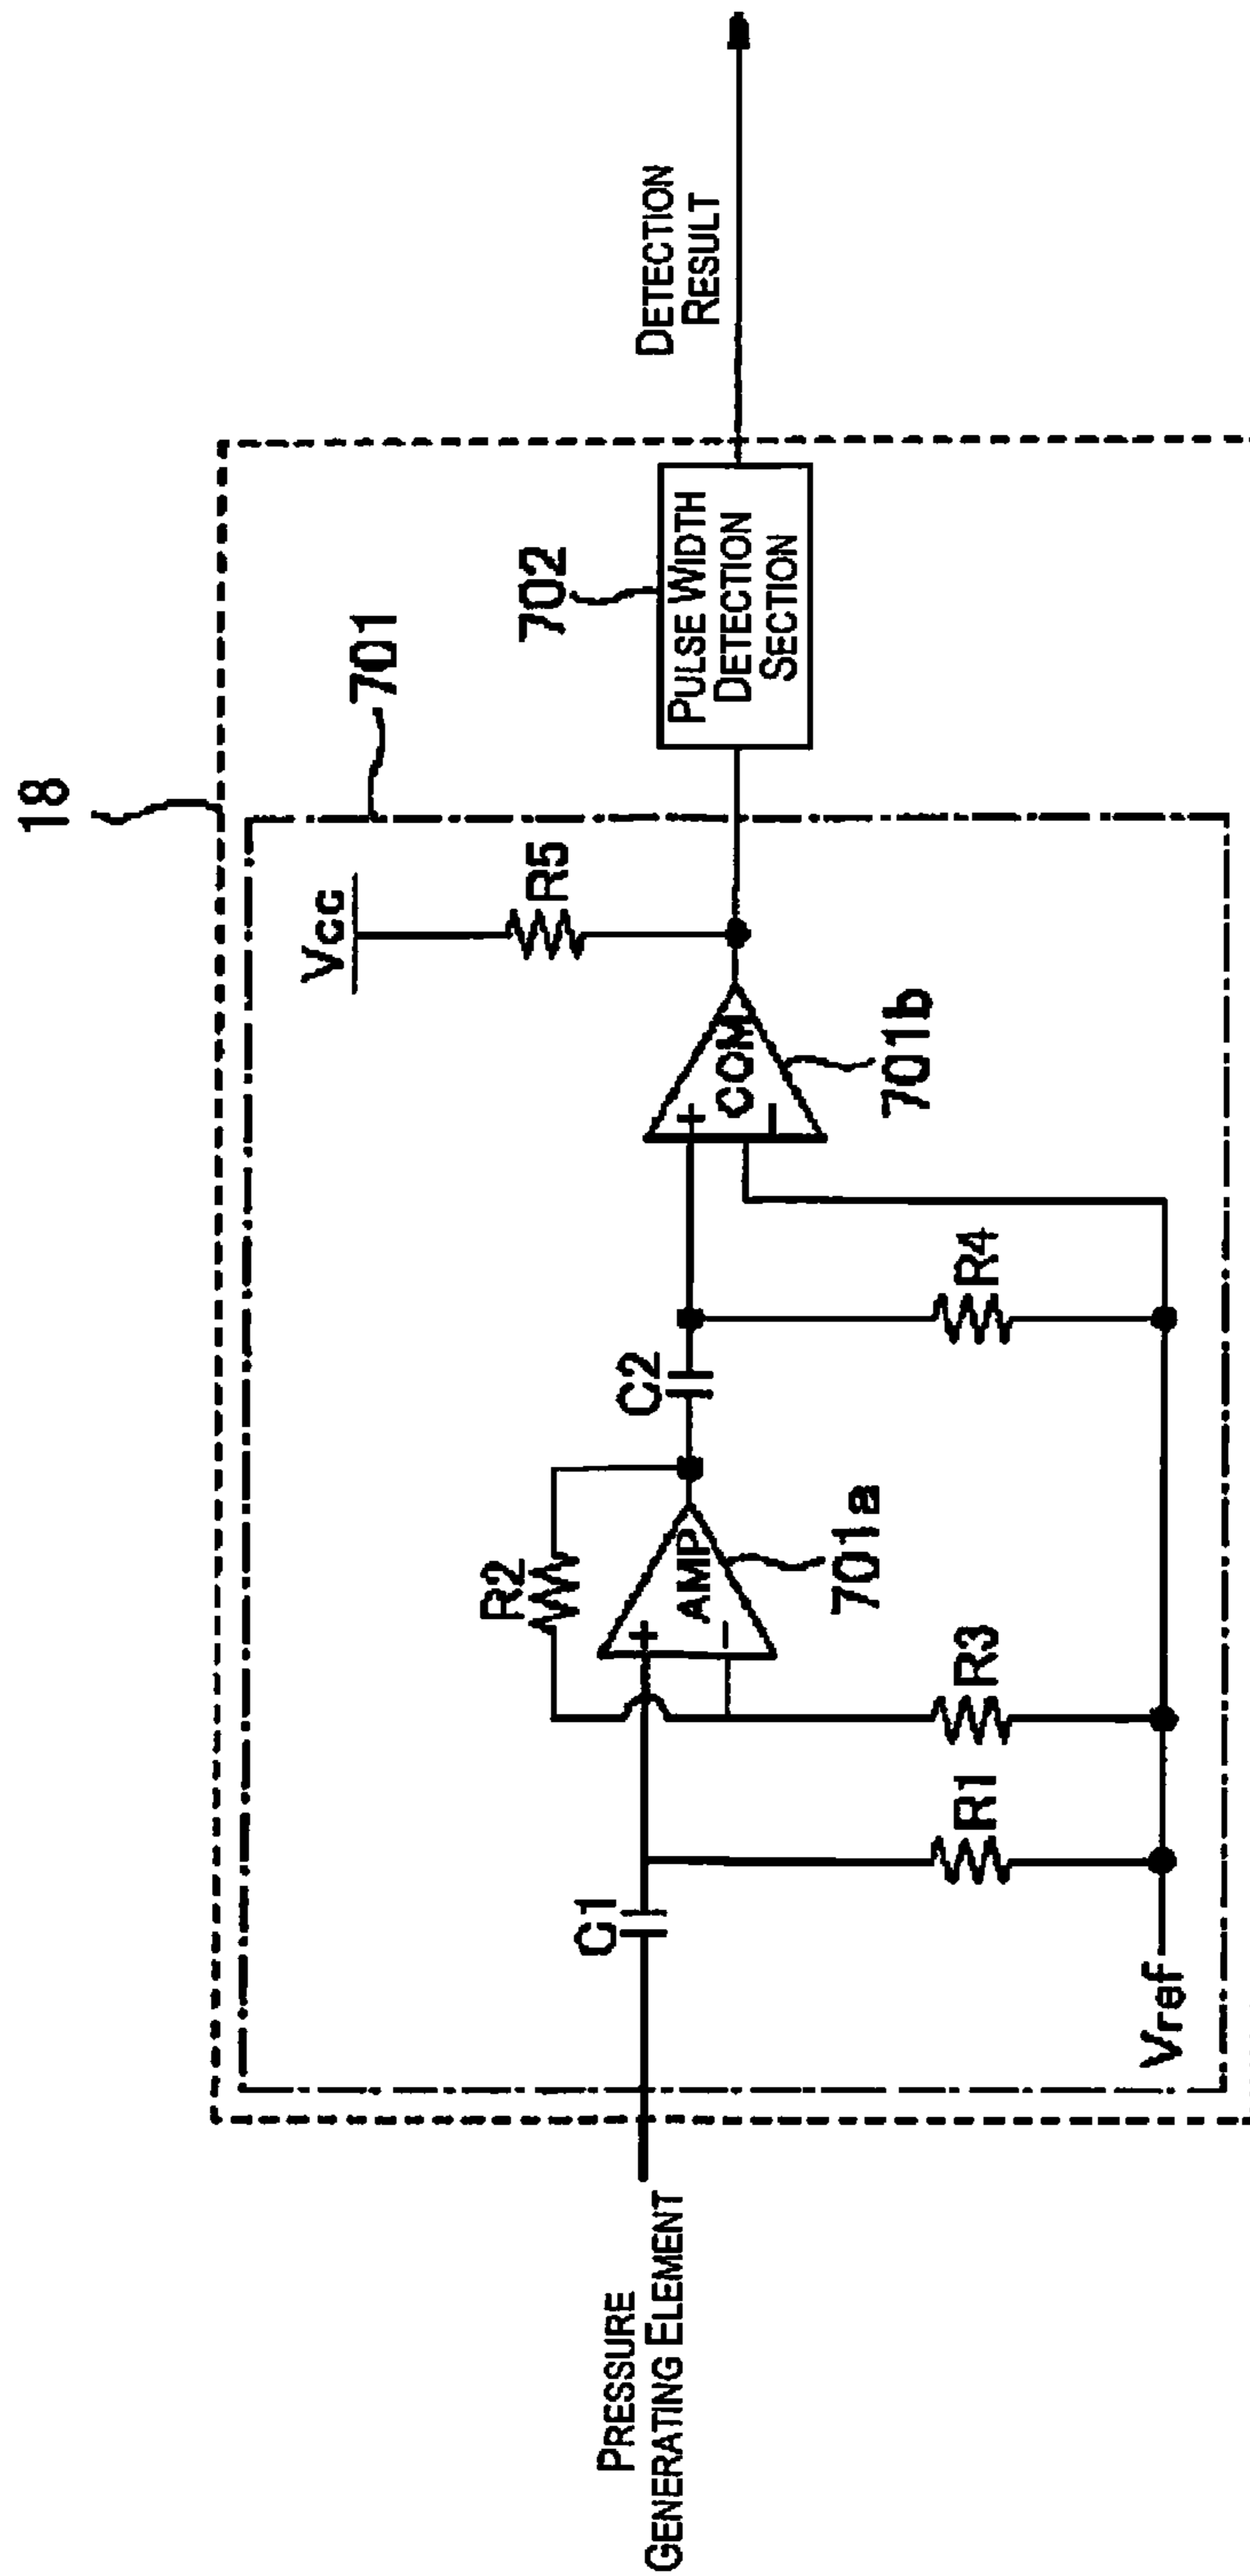 18
701
702
Vcc
R5
PULSE WIDTH
DETECTION
SECTION
DETECTION
RESULT
R2
C2
+
COM
−
701b
C1
+
AMP
−
701a
R1
R3
R4
Vref
PRESSURE
GENERATING ELEMENT